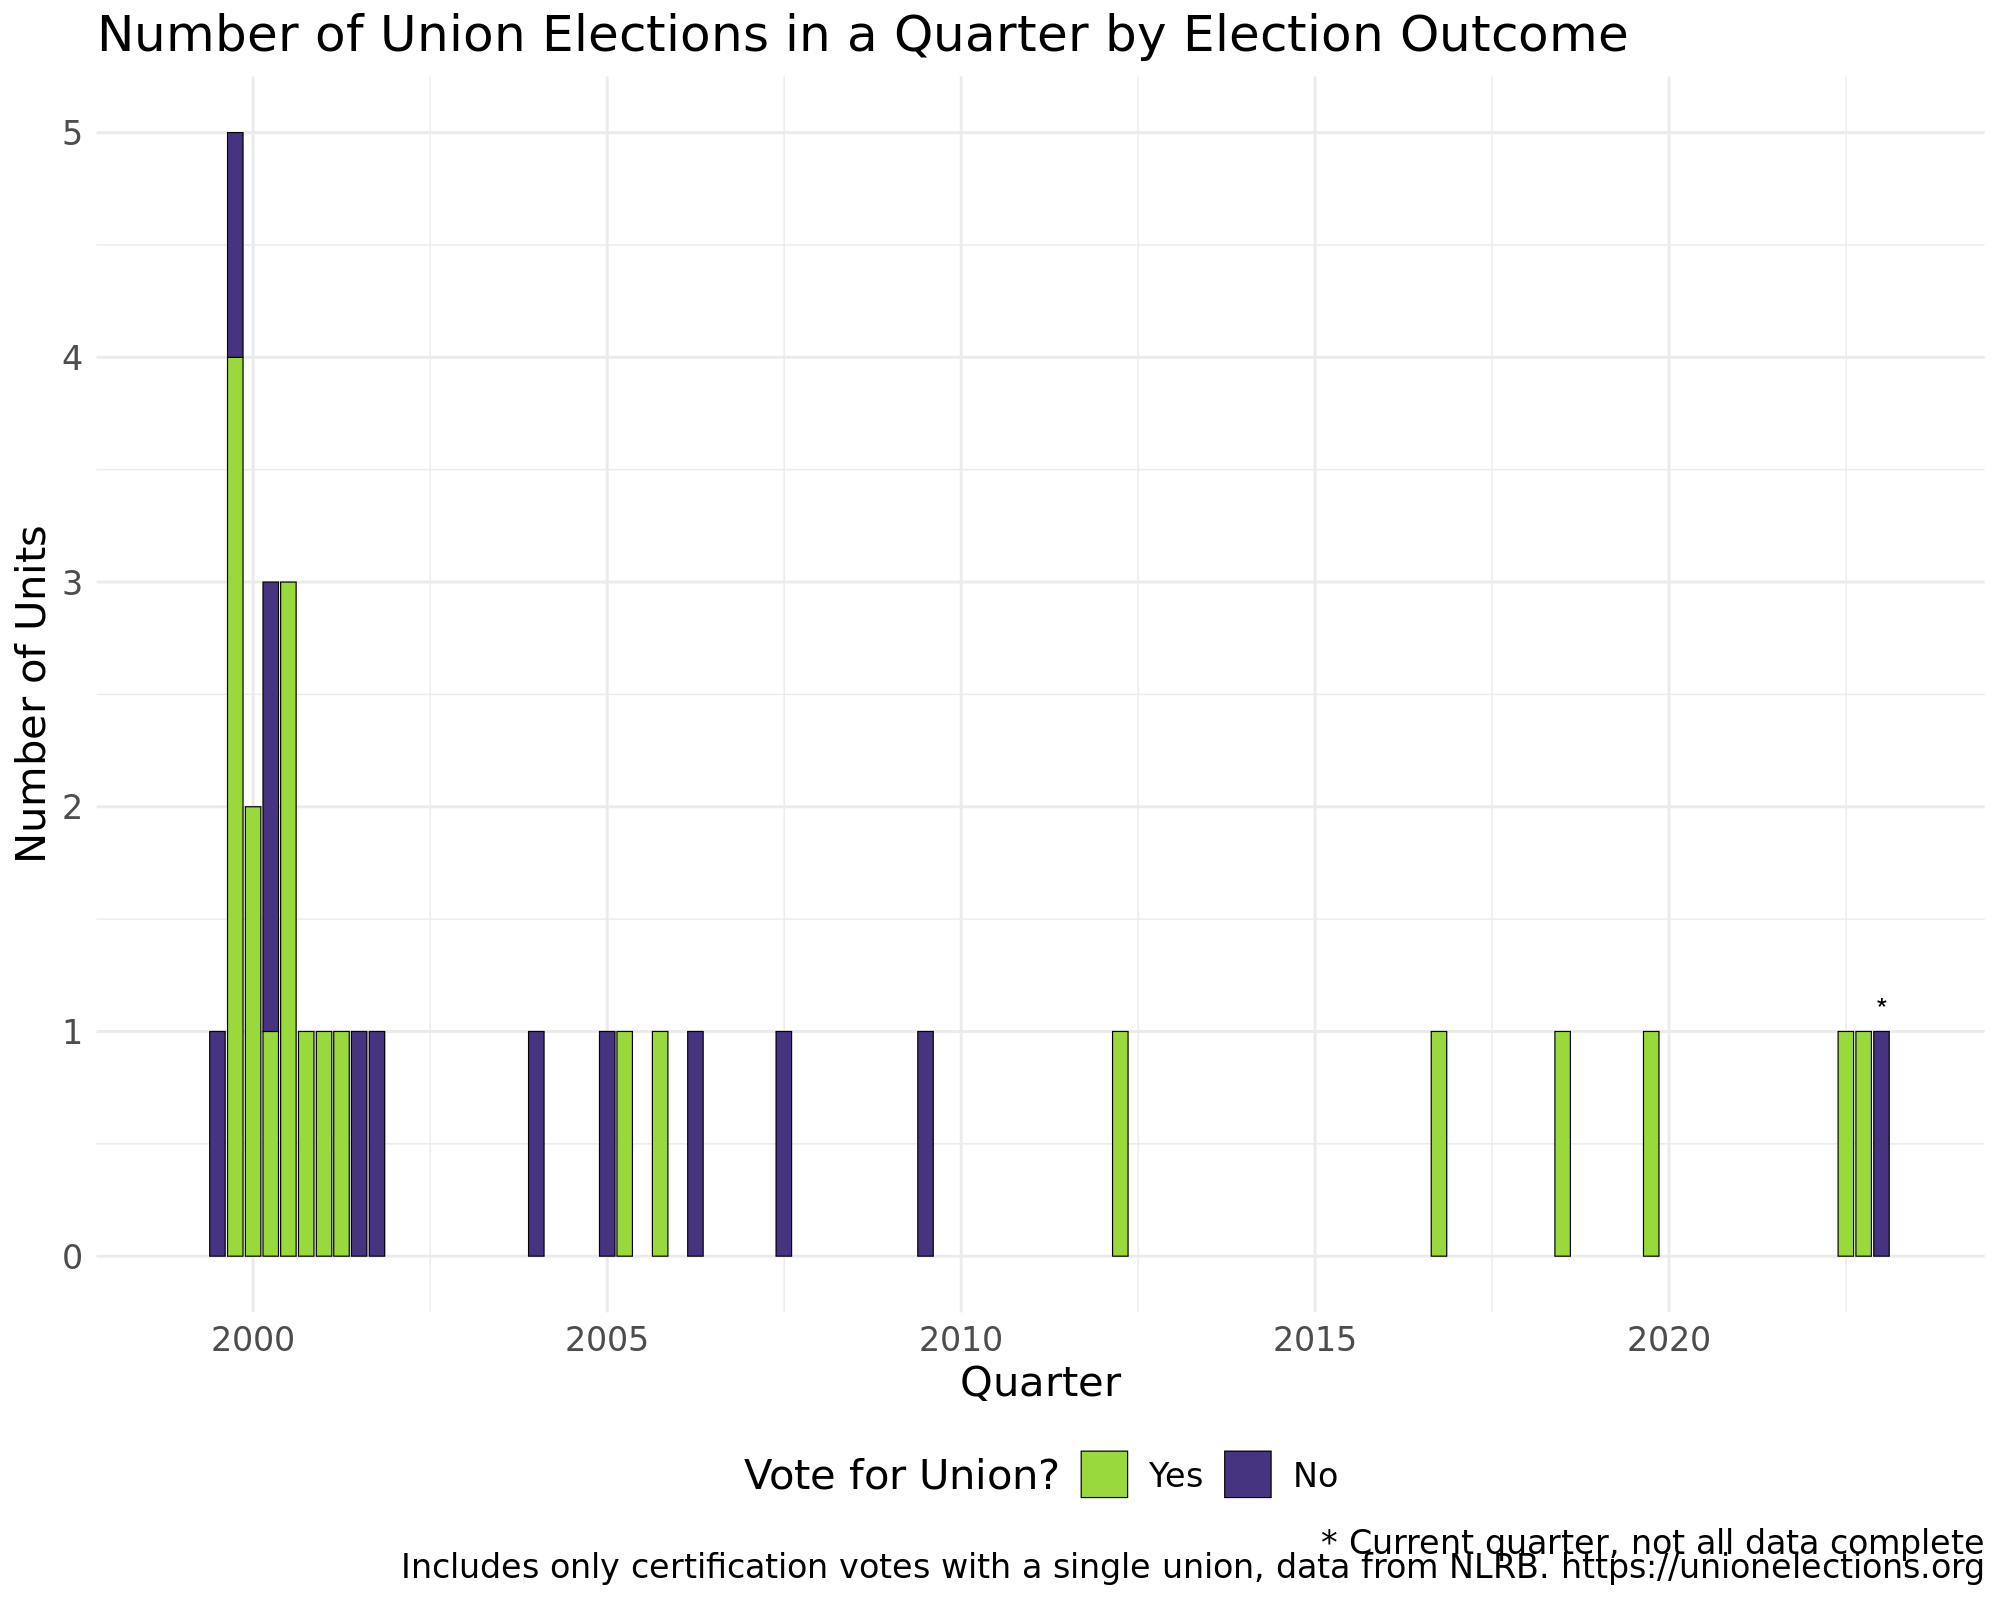 Number of Union Elections in a Quarter by Election Outcome
5
4
3
2
1
0
Number of Units
*
2000 2005 2010 2015 2020
Quarter
Vote for Union? Yes No
* Current quarter, not all data complete
Includes only certification votes with a single union, data from NLRB. https://unionelections.org